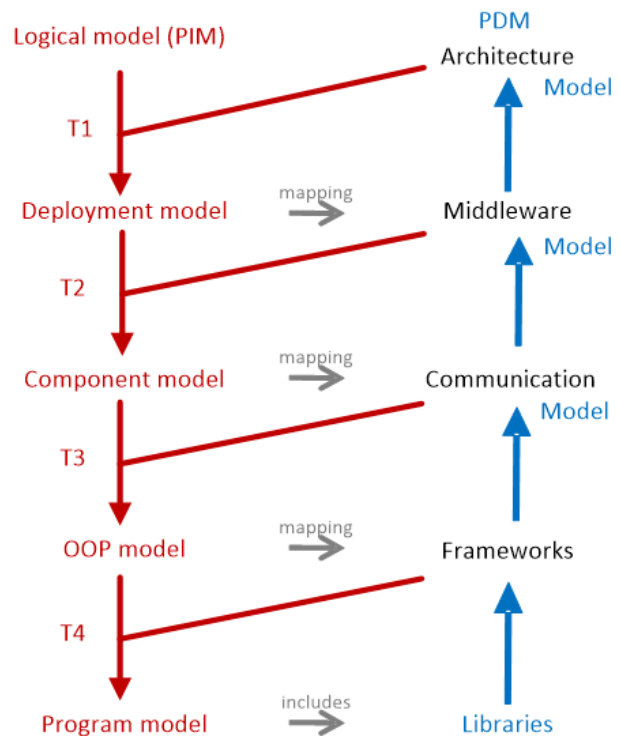 PDM
Logical model (PIM)
Architecture
Model
T1
mapping
Deployment model
Middleware
Model
T2
mapping
Component model
Communication
Model
T3
mapping
OOP model
Frameworks
T4
includes
Program model
Libraries